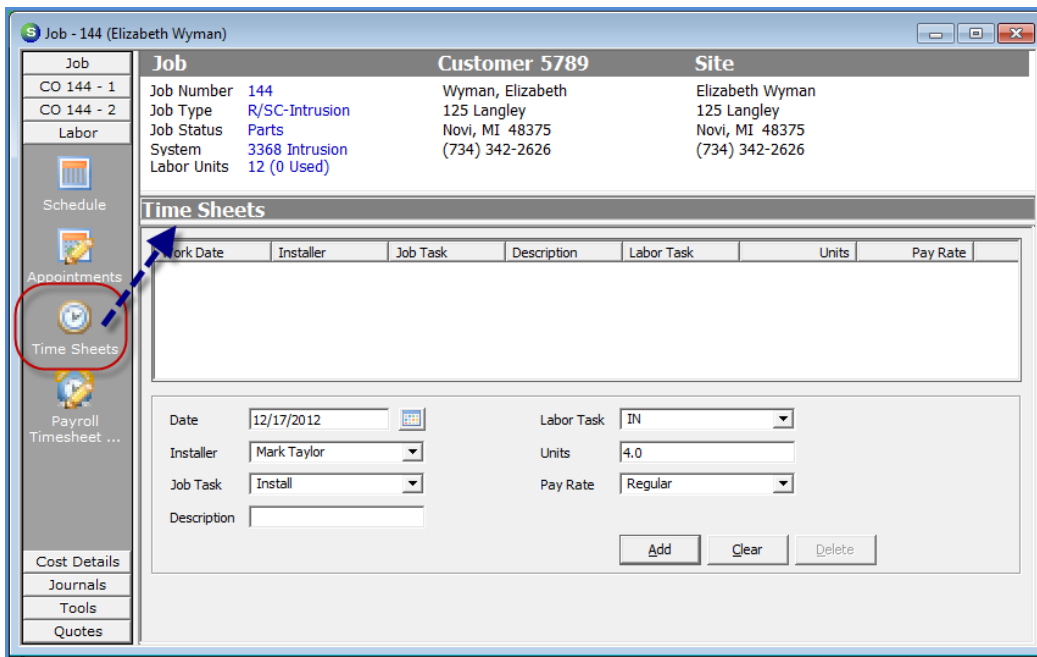 S Job - 144 (Elizabeth Wyman)
Job
CO 144 - 1
CO 144 - 2
Labor
Schedule
Appointments
Time Sheets
Payroll
Timesheet ...
Cost Details
Journals
Tools
Quotes
Job Customer 5789 Site
Job Number 144 Wyman, Elizabeth Elizabeth Wyman
Job Type R/SC-Intrusion 125 Langley 125 Langley
Job Status Parts Novi, MI 48375 Novi, MI 48375
System 3368 Intrusion (734) 342-2626 (734) 342-2626
Labor Units 12 (0 Used)
Time Sheets
Work Date Installer Job Task Description Labor Task Units Pay Rate
Date 12/17/2012 Labor Task IN
Installer Mark Taylor Units 4.0
Job Task Install Pay Rate Regular
Description
Add Clear Delete